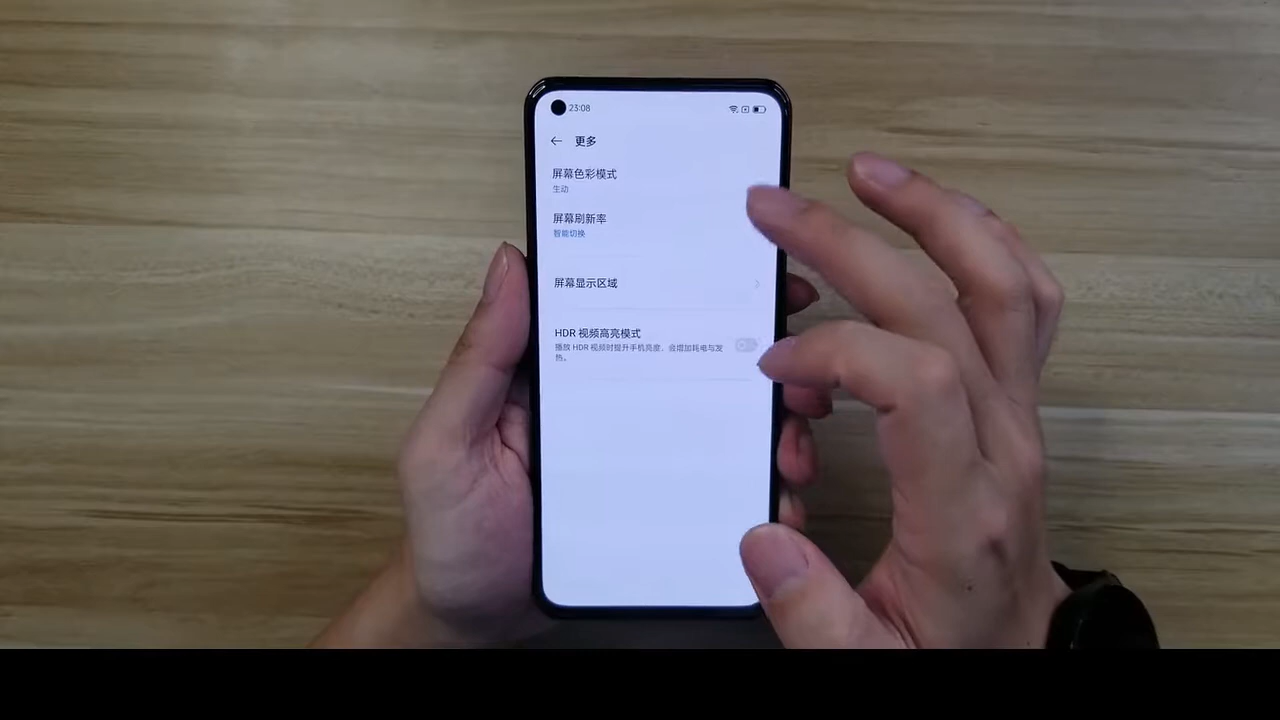 23:08
更多
屏幕色彩模式
生动
屏幕刷新率
智能切换
屏幕显示区域
HDR 视频高亮模式
播放 HDR 视频时提升手机亮度，会增加耗电与发
热。